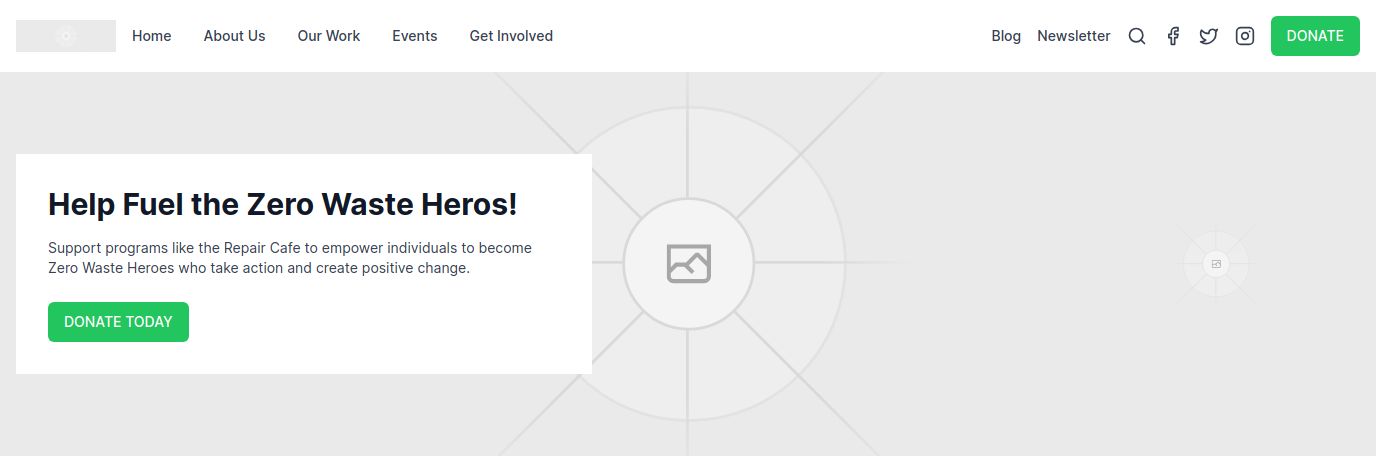 Home
About Us
Our Work
Events
Get Involved
Blog
Newsletter
DONATE
Help Fuel the Zero Waste Heros!
Support programs like the Repair Cafe to empower individuals to become
Zero Waste Heroes who take action and create positive change.
DONATE TODAY